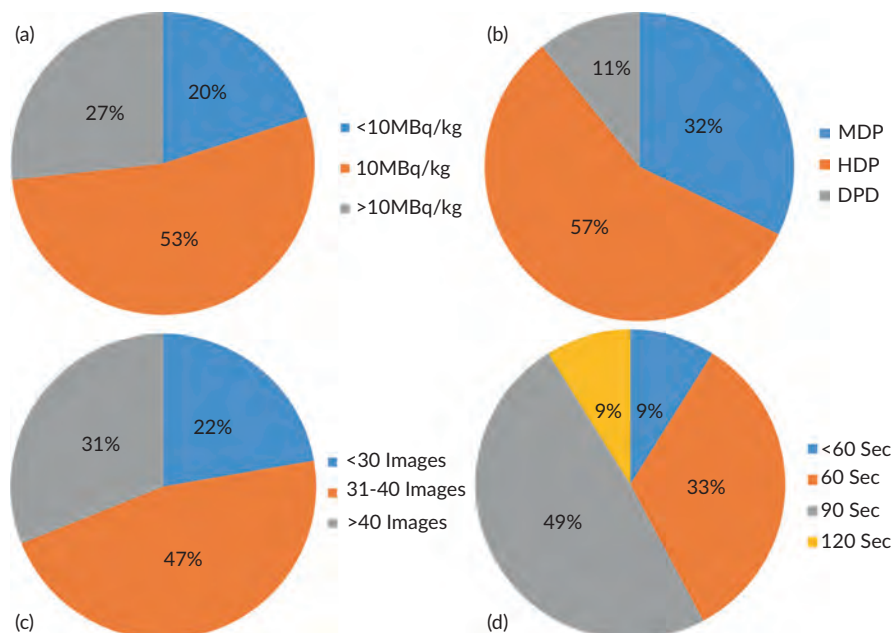 (a)
20%
27%
53%
<10MBq/kg
10MBq/kg
>10MBq/kg
(b)
11%
32%
57%
MDP
HDP
DPD
(c)
22%
31%
47%
<30 Images
31-40 Images
>40 Images
(d)
9%
9%
33%
49%
<60 Sec
60 Sec
90 Sec
120 Sec